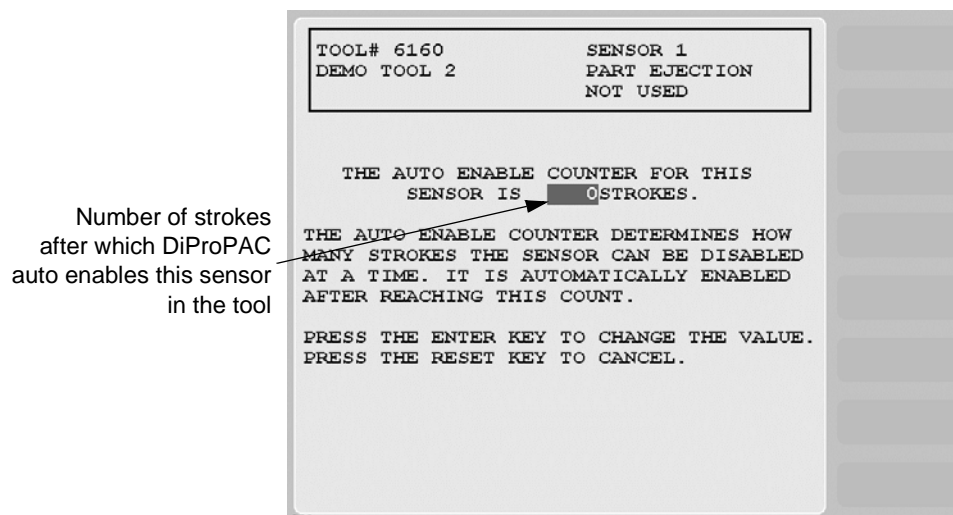 TOOL# 6160
DEMO TOOL 2
SENSOR 1
PART EJECTION
NOT USED
THE AUTO ENABLE COUNTER FOR THIS
SENSOR IS 0STROKES.
Number of strokes
after which DiProPAC
auto enables this sensor
in the tool
THE AUTO ENABLE COUNTER DETERMINES HOW
MANY STROKES THE SENSOR CAN BE DISABLED
AT A TIME. IT IS AUTOMATICALLY ENABLED
AFTER REACHING THIS COUNT.
PRESS THE ENTER KEY TO CHANGE THE VALUE.
PRESS THE RESET KEY TO CANCEL.